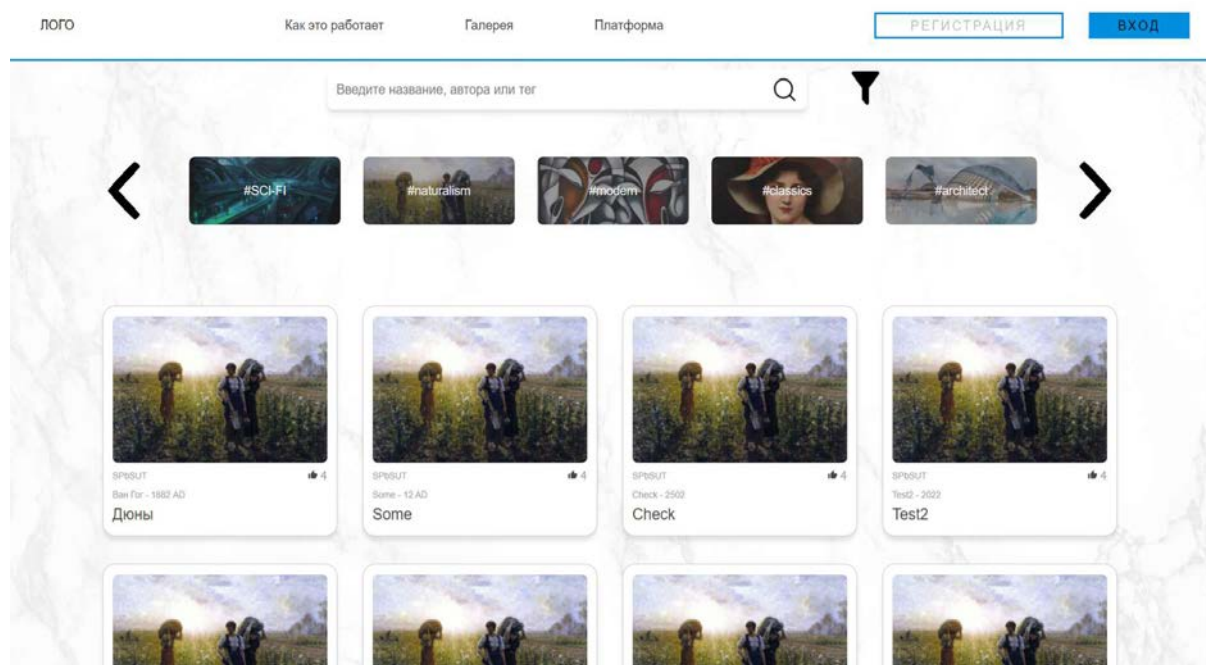 ЛОГО Как это работает Галерея Платформа РЕГИСТРАЦИЯ ВХОД
Введите название, автора или тег
#SCI-FI #naturalism #modern #classics #architect
SPbSUT 4 SPbSUT 4 SPbSUT 4 SPbSUT 4
Ван Гог - 1882 AD Some - 12 AD Check - 2502 Test2 - 2022
Дюны Some Check Test2